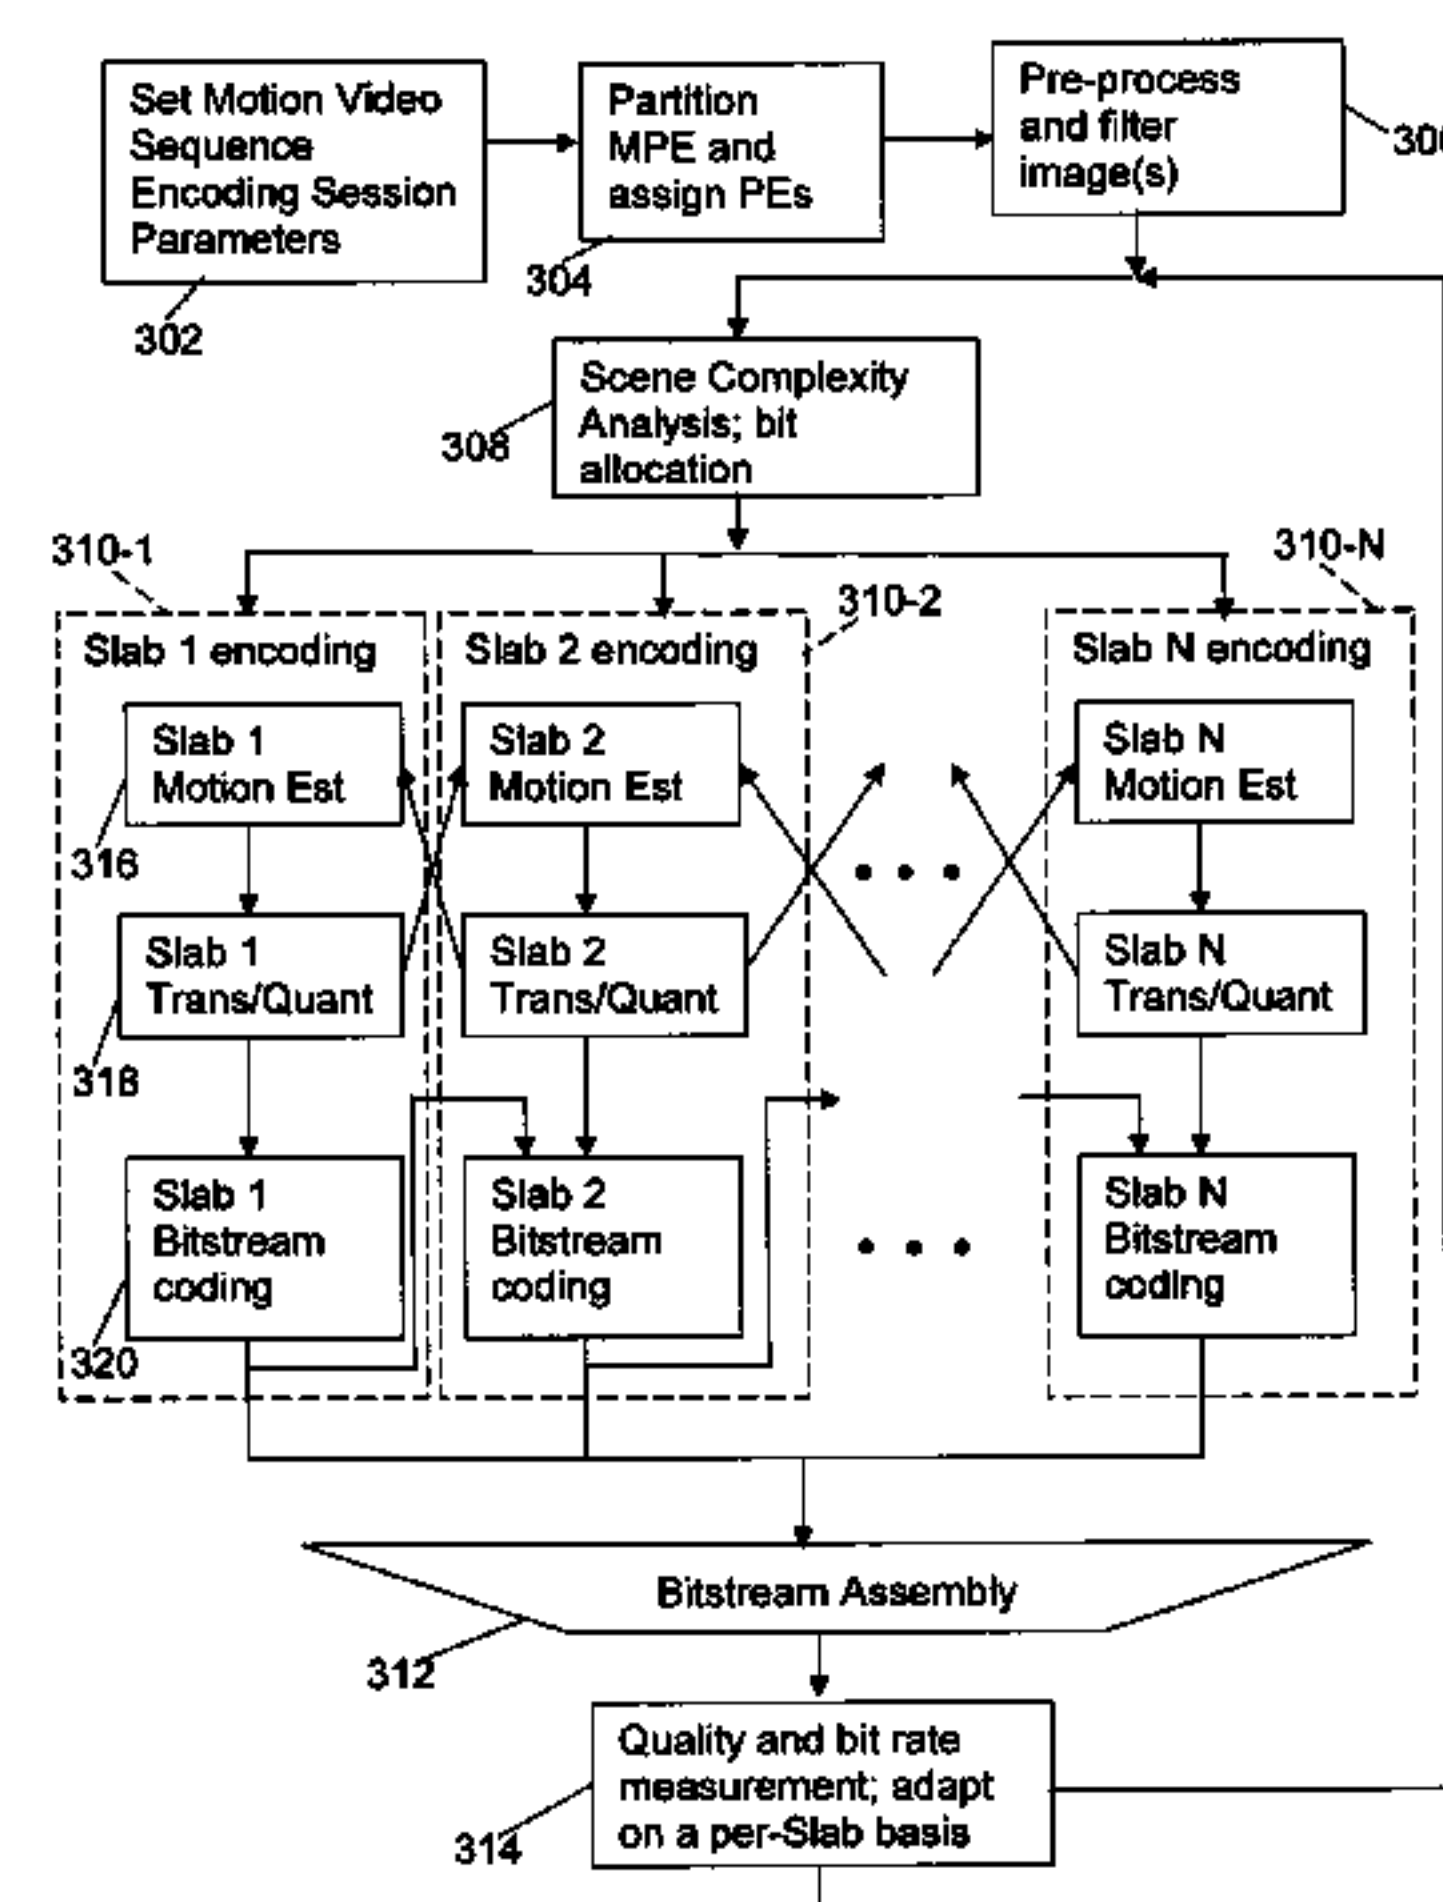 Set Motion Video
Sequence
Encoding Session
Parameters
302
Partition
MPE and
assign PEs
304
Pre-process
and filter
image(s)
Scene Complexity
Analysis; bit
allocation
308
310-1
310-2
310-N
Slab 1 encoding
Slab 2 encoding
Slab N encoding
Slab 1
Motion Est
316
Slab 2
Motion Est
Slab N
Motion Est
Slab 1
Trans/Quant
318
Slab 2
Trans/Quant
Slab N
Trans/Quant
Slab 1
Bitstream
coding
320
Slab 2
Bitstream
coding
Slab N
Bitstream
coding
Bitstream Assembly
312
Quality and bit rate
measurement; adapt
on a per-Slab basis
314